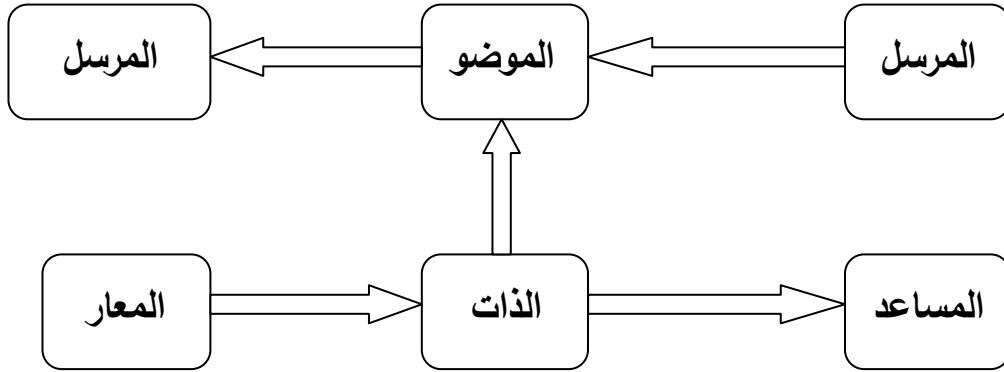 المرسل
الموضو
المرسل
المساعد
الذات
المعار